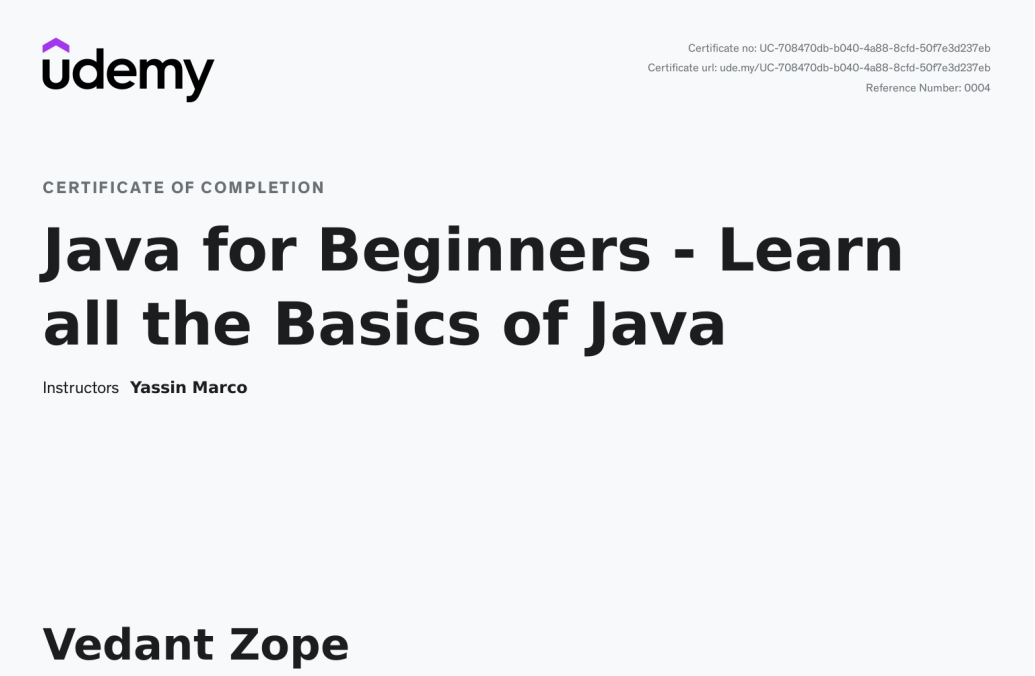 udemy
Certificate no: UC-708470db-b040-4a88-8cfd-50f7e3d237eb
Certificate url: ude.my/UC-708470db-b040-4a88-8cfd-50f7e3d237eb
Reference Number: 0004
CERTIFICATE OF COMPLETION
Java for Beginners - Learn
all the Basics of Java
Instructors Yassin Marco
Vedant Zope